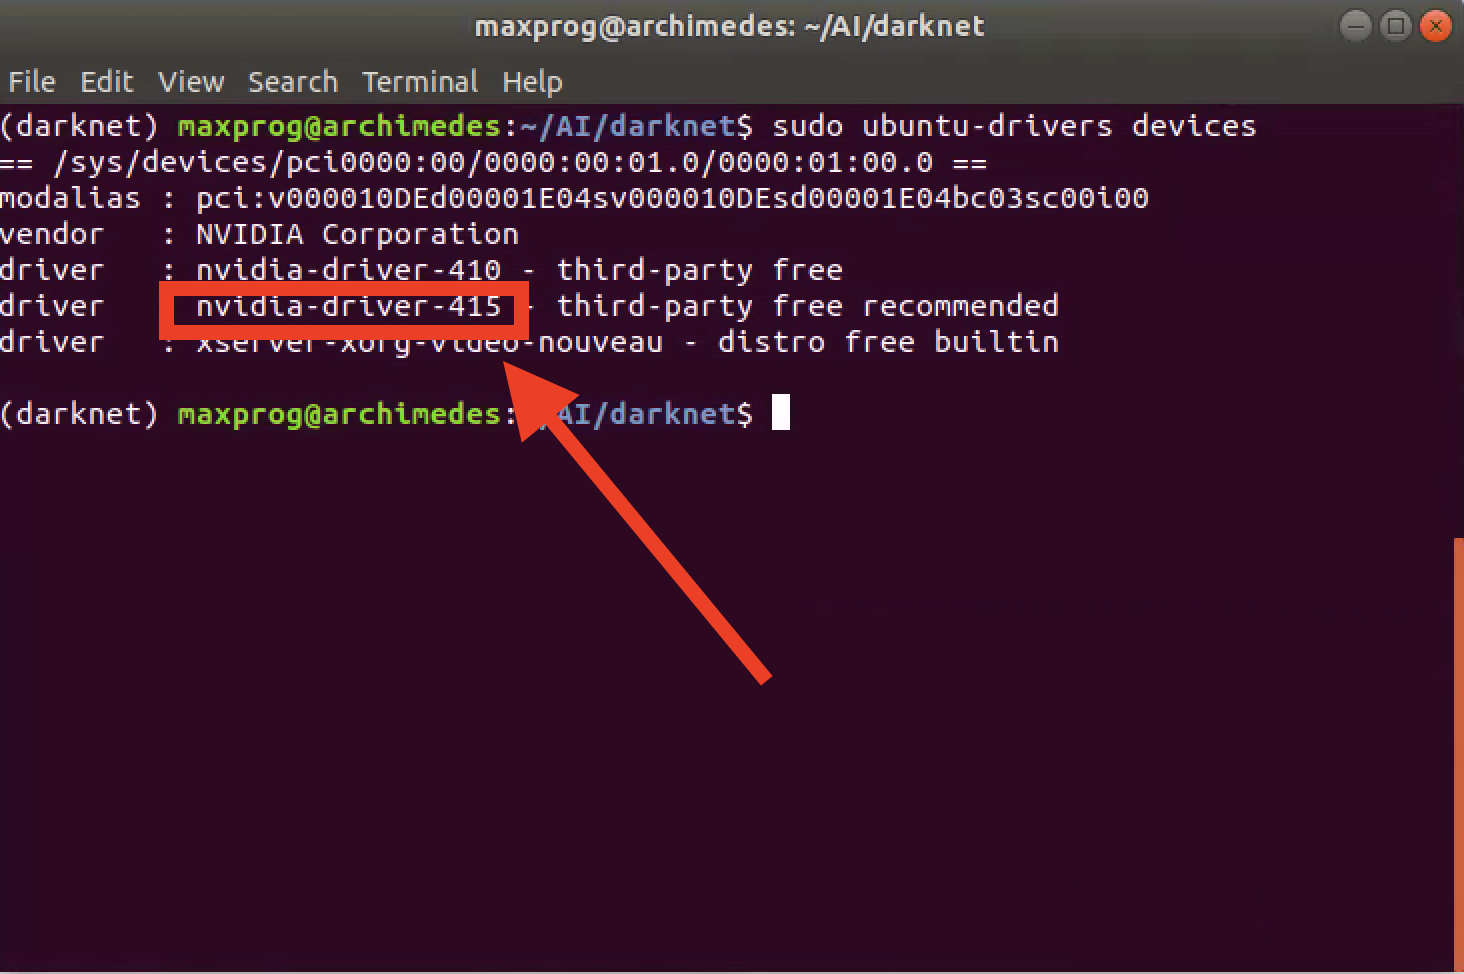 maxprog@archimedes: ~/AI/darknet
File Edit View Search Terminal Help
(darknet) maxprog@archimedes:~/AI/darknet$ sudo ubuntu-drivers devices
== /sys/devices/pci0000:00/0000:00:01.0/0000:01:00.0 ==
modalias : pci:v000010DEd00001E04sv000010DEsd00001E04bc03sc00i00
vendor   : NVIDIA Corporation
driver   : nvidia-driver-410 - third-party free
driver     nvidia-driver-415 - third-party free recommended
driver   : xserver-xorg-video-nouveau - distro free builtin
(darknet) maxprog@archimedes:~/AI/darknet$